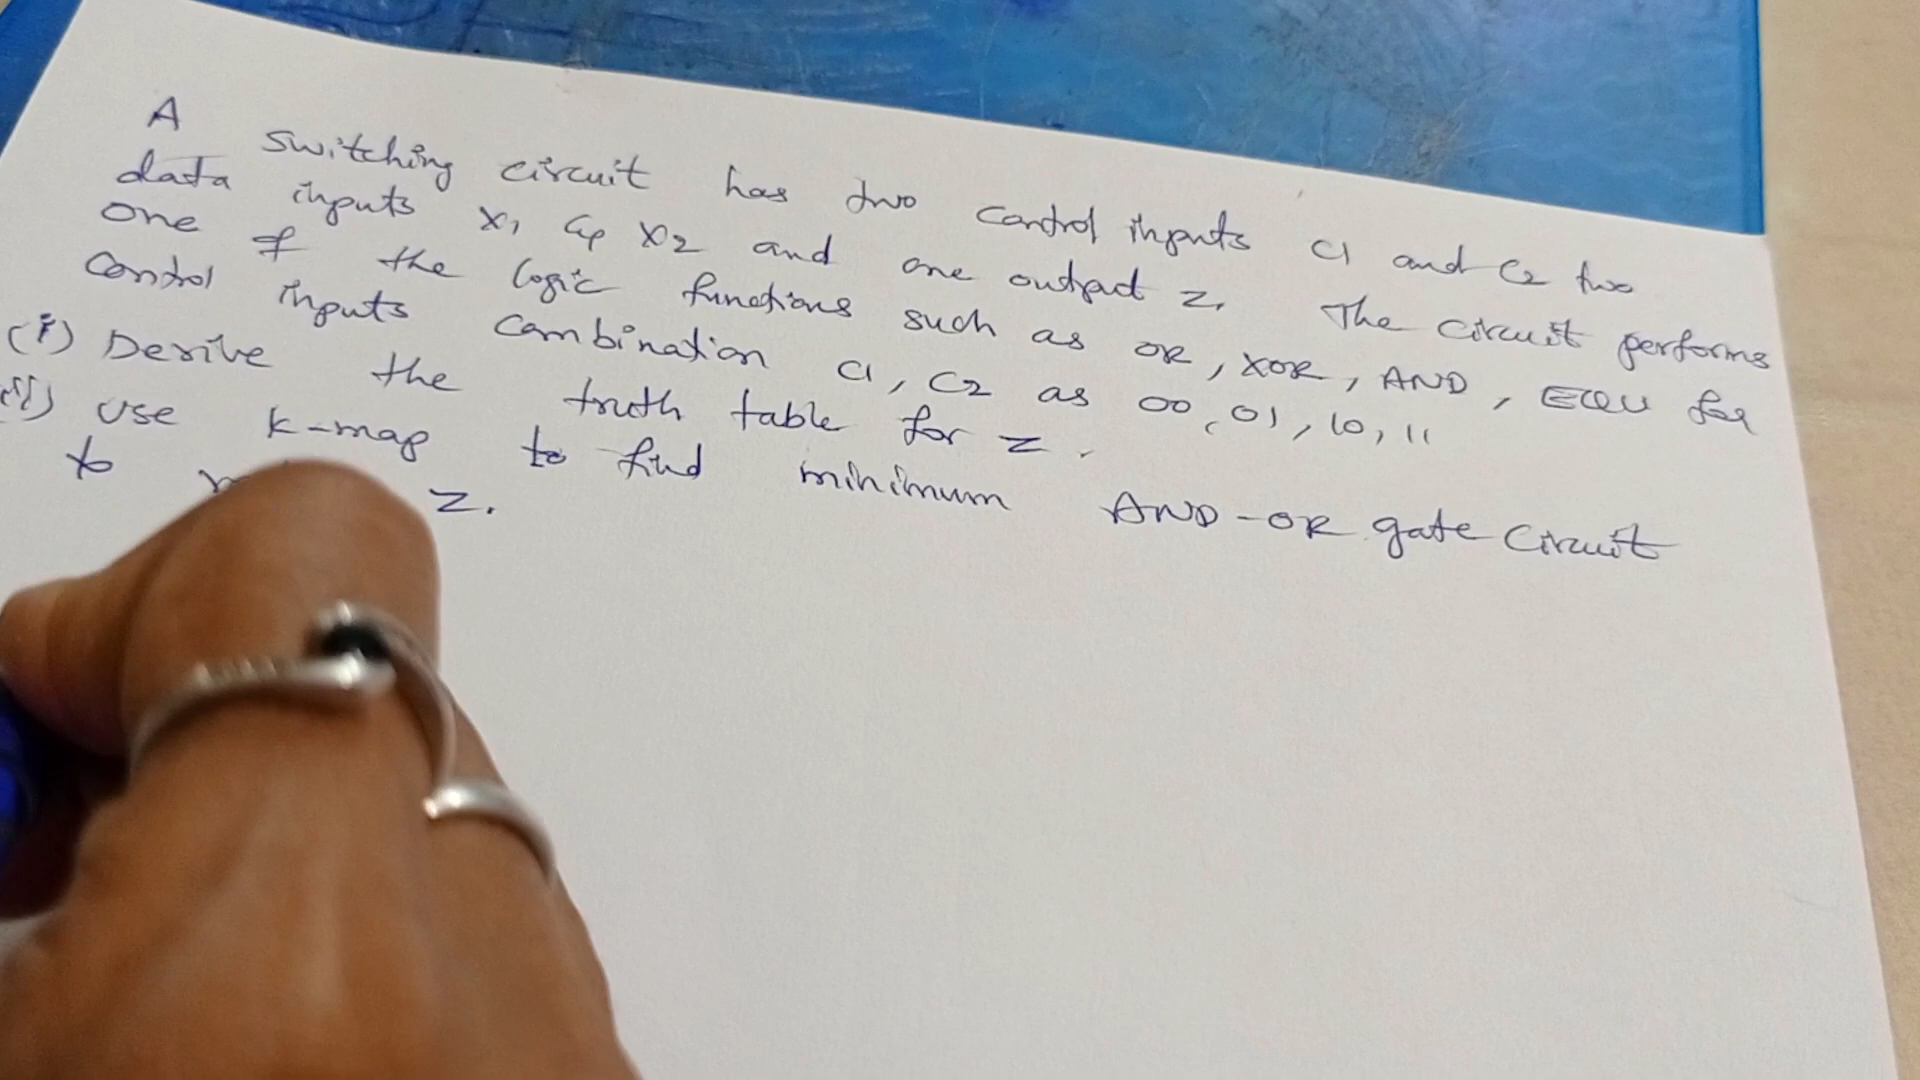 A switching circuit has two control inputs C1 and C2 two
data inputs X1 & X2 and one output Z. The circuit performs
one of the logic functions such as OR, XOR, AND, EQU for
control inputs combination C1, C2 as 00, 01, 10, 11
(i) Derive the truth table for Z.
(ii) Use K-map to find minimum AND-OR gate circuit
to Z.